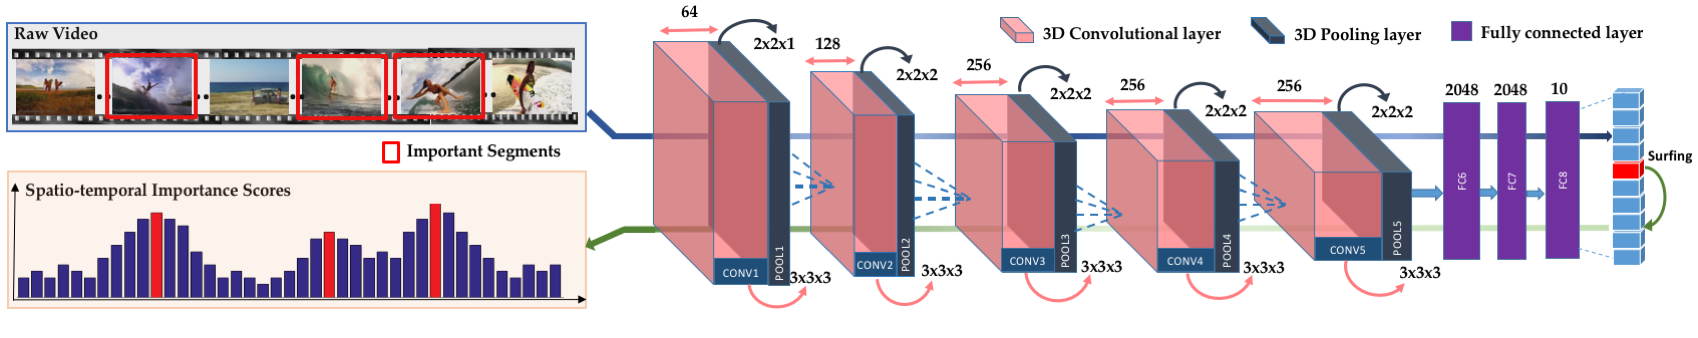 Raw Video
Important Segments
Spatio-temporal Importance Scores
3D Convolutional layer
3D Pooling layer
Fully connected layer
64
2x2x1
CONV1
POOL1
3x3x3
128
2x2x2
CONV2
POOL2
3x3x3
256
2x2x2
CONV3
POOL3
3x3x3
256
2x2x2
CONV4
POOL4
3x3x3
256
2x2x2
CONV5
POOL5
3x3x3
2048
FC6
2048
FC7
10
FC8
Surfing